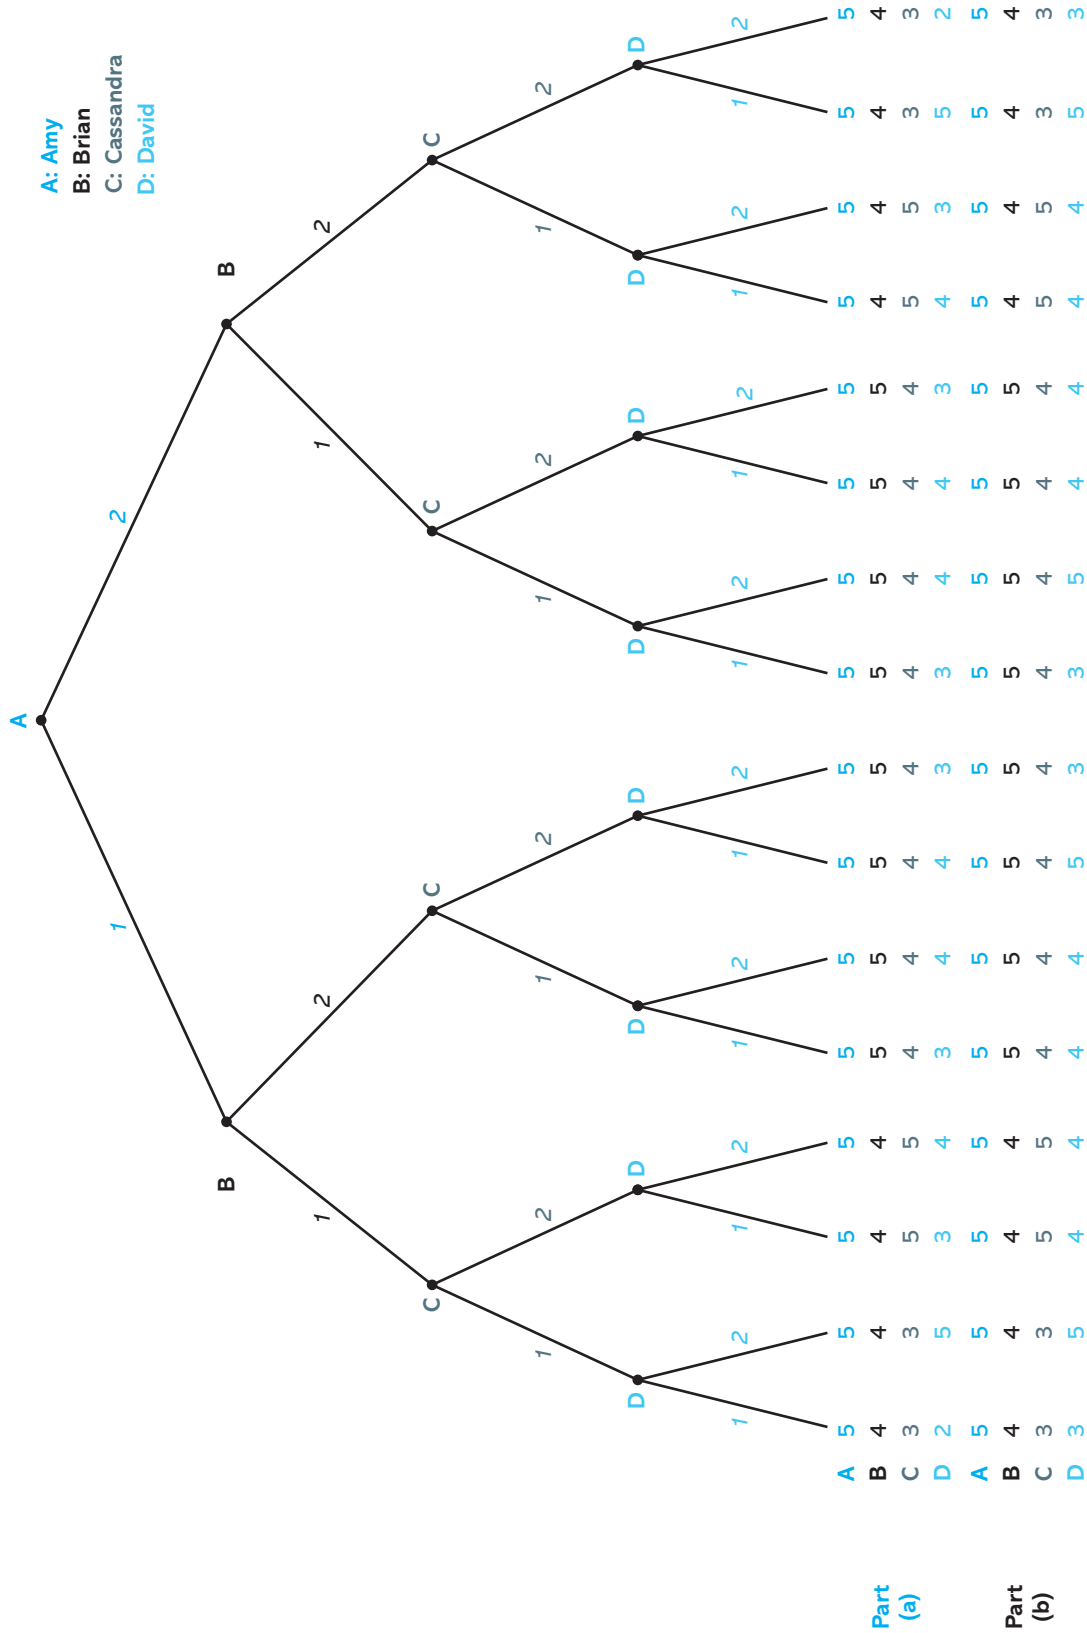 A
A: Amy
B: Brian
C: Cassandra
D: David
1 2
B B
1 2 1 2
C C C C
1 2 1 2 1 2 1 2
D D D D D D D D
1 2 1 2 1 2 1 2 1 2 1 2 1 2 1 2
Part
(a)
A 5 5 5 5 5 5 5 5 5 5 5 5 5 5 5 5
B 4 4 4 4 5 5 5 5 5 5 5 5 4 4 4 4
C 3 3 5 5 4 4 4 4 4 4 4 4 5 5 3 3
D 2 5 3 4 3 4 4 3 3 4 4 3 4 3 5 2
Part
(b)
A 5 5 5 5 5 5 5 5 5 5 5 5 5 5 5 5
B 4 4 4 4 5 5 5 5 5 5 5 5 4 4 4 4
C 3 3 5 5 4 4 4 4 4 4 4 4 5 5 3 3
D 3 5 4 4 4 4 5 3 3 5 4 4 4 4 5 3